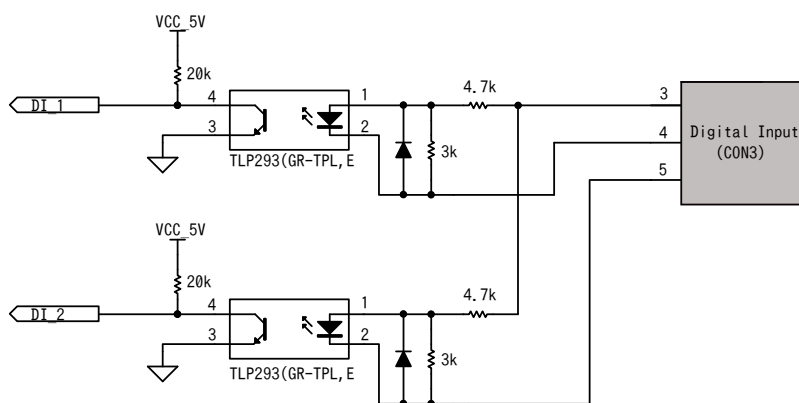 VCC_5V
20k
DI_1
4
3
1
2
4.7k
3k
TLP293(GR-TPL,E
3
4
5
Digital Input
(CON3)
VCC_5V
20k
DI_2
4
3
1
2
4.7k
3k
TLP293(GR-TPL,E